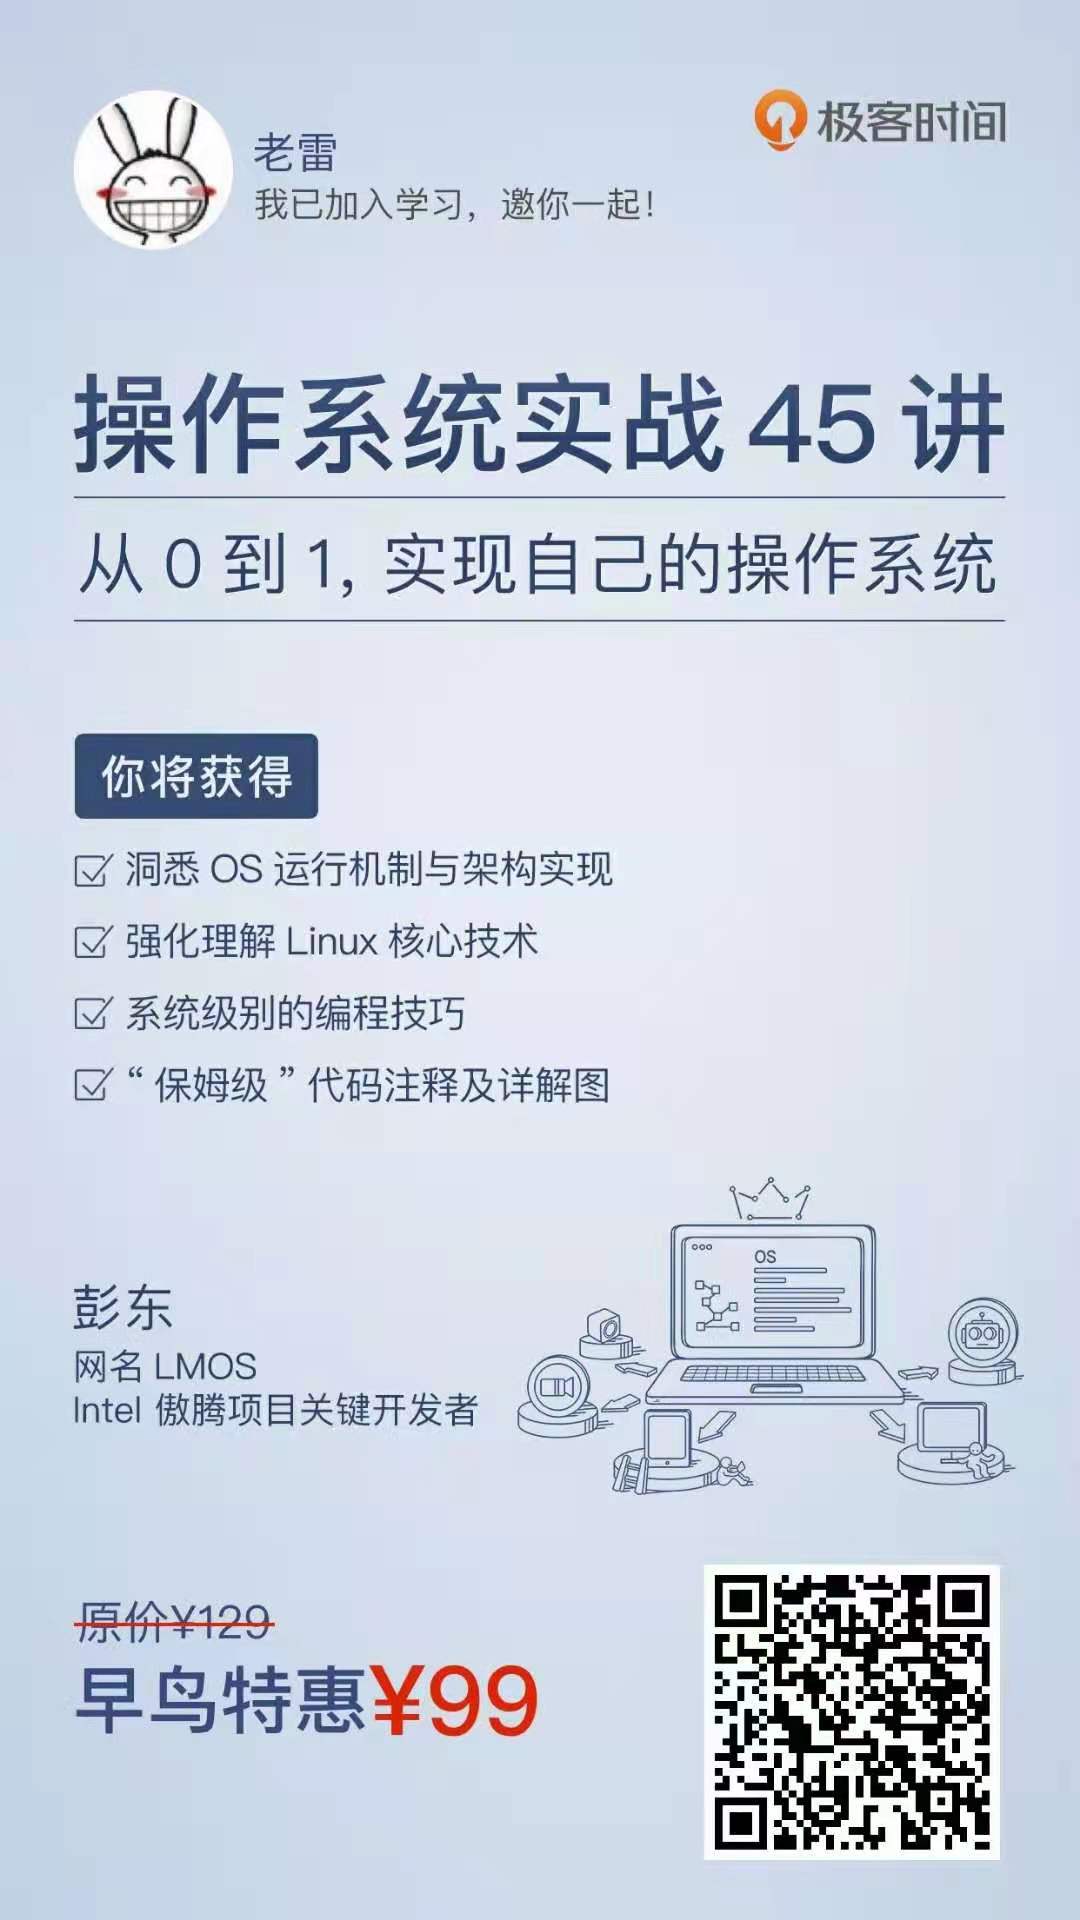 老雷
我已加入学习，邀你一起！
极客时间
操作系统实战 45 讲
从 0 到 1, 实现自己的操作系统
你将获得
洞悉 OS 运行机制与架构实现
强化理解 Linux 核心技术
系统级别的编程技巧
“保姆级”代码注释及详解图
OS
彭东
网名 LMOS
Intel 傲腾项目关键开发者
原价¥129
早鸟特惠¥99